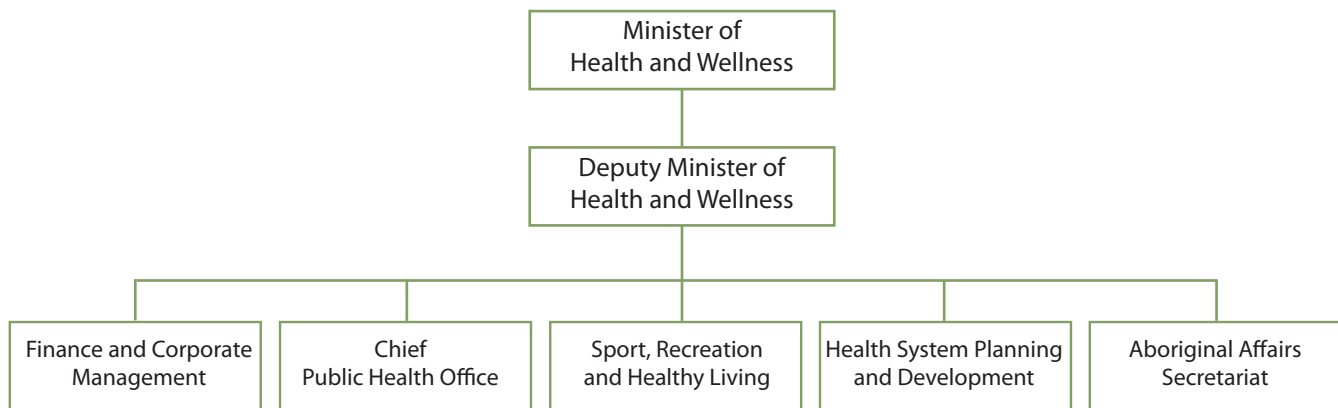 Minister of
Health and Wellness
Deputy Minister of
Health and Wellness
Finance and Corporate
Management
Chief
Public Health Office
Sport, Recreation
and Healthy Living
Health System Planning
and Development
Aboriginal Affairs
Secretariat